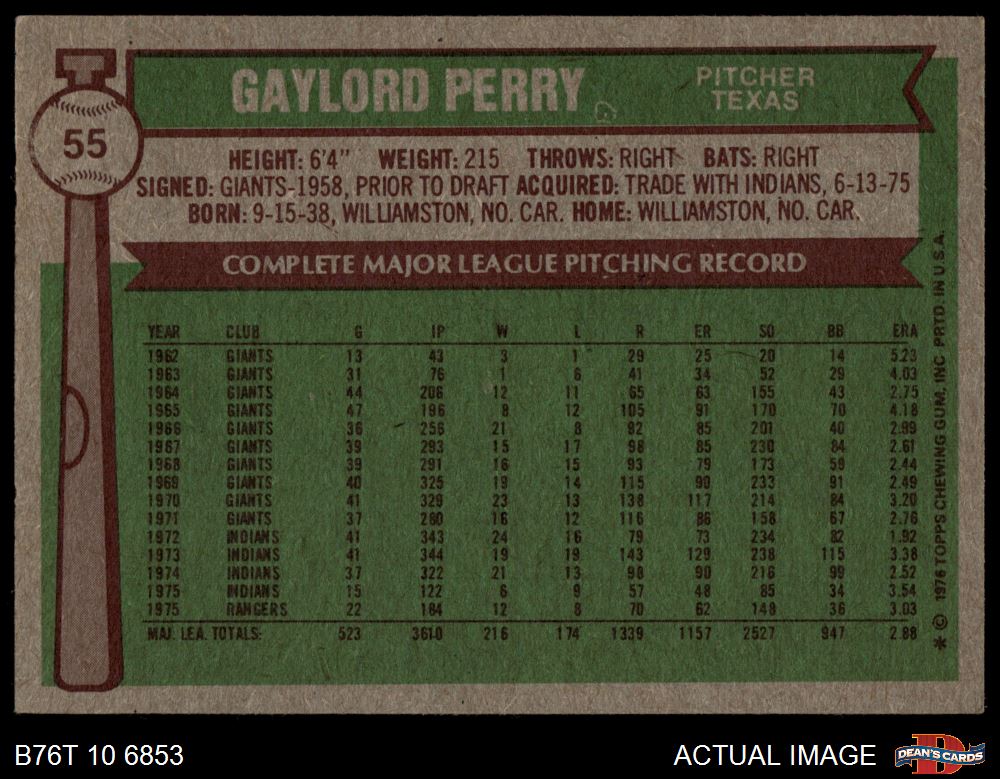 GAYLORD PERRY
PITCHER
TEXAS
55
HEIGHT: 6'4" WEIGHT: 215 THROWS: RIGHT BATS: RIGHT
SIGNED: GIANTS-1958, PRIOR TO DRAFT ACQUIRED: TRADE WITH INDIANS, 6-13-75
BORN: 9-15-38, WILLIAMSTON, NO. CAR. HOME: WILLIAMSTON, NO. CAR.
COMPLETE MAJOR LEAGUE PITCHING RECORD
YEAR CLUB G IP W L R ER SO BB ERA
1962 GIANTS 13 43 3 1 29 25 20 14 5.23
1963 GIANTS 31 76 1 6 41 34 52 29 4.03
1964 GIANTS 44 206 12 11 65 63 155 43 2.75
1965 GIANTS 47 196 8 12 105 91 170 70 4.18
1966 GIANTS 36 256 21 8 92 85 201 40 2.99
1967 GIANTS 39 293 15 17 98 85 230 84 2.61
1968 GIANTS 39 291 16 15 93 79 173 59 2.44
1969 GIANTS 40 325 19 14 115 90 233 91 2.49
1970 GIANTS 41 329 23 13 138 117 214 84 3.20
1971 GIANTS 37 280 16 12 116 86 158 67 2.76
1972 INDIANS 41 343 24 16 79 73 234 82 1.92
1973 INDIANS 41 344 19 19 143 129 238 115 3.38
1974 INDIANS 37 322 21 13 98 90 216 99 2.52
1975 INDIANS 15 122 6 9 57 48 85 34 3.54
1975 RANGERS 22 184 12 8 70 62 148 36 3.03
MAJ. LEA. TOTALS: 523 3610 216 174 1339 1157 2527 947 2.88
* © 1976 TOPPS CHEWING GUM, INC. PRTD. IN U.S.A.
B76T 10 6853
ACTUAL IMAGE
DEAN'S CARDS